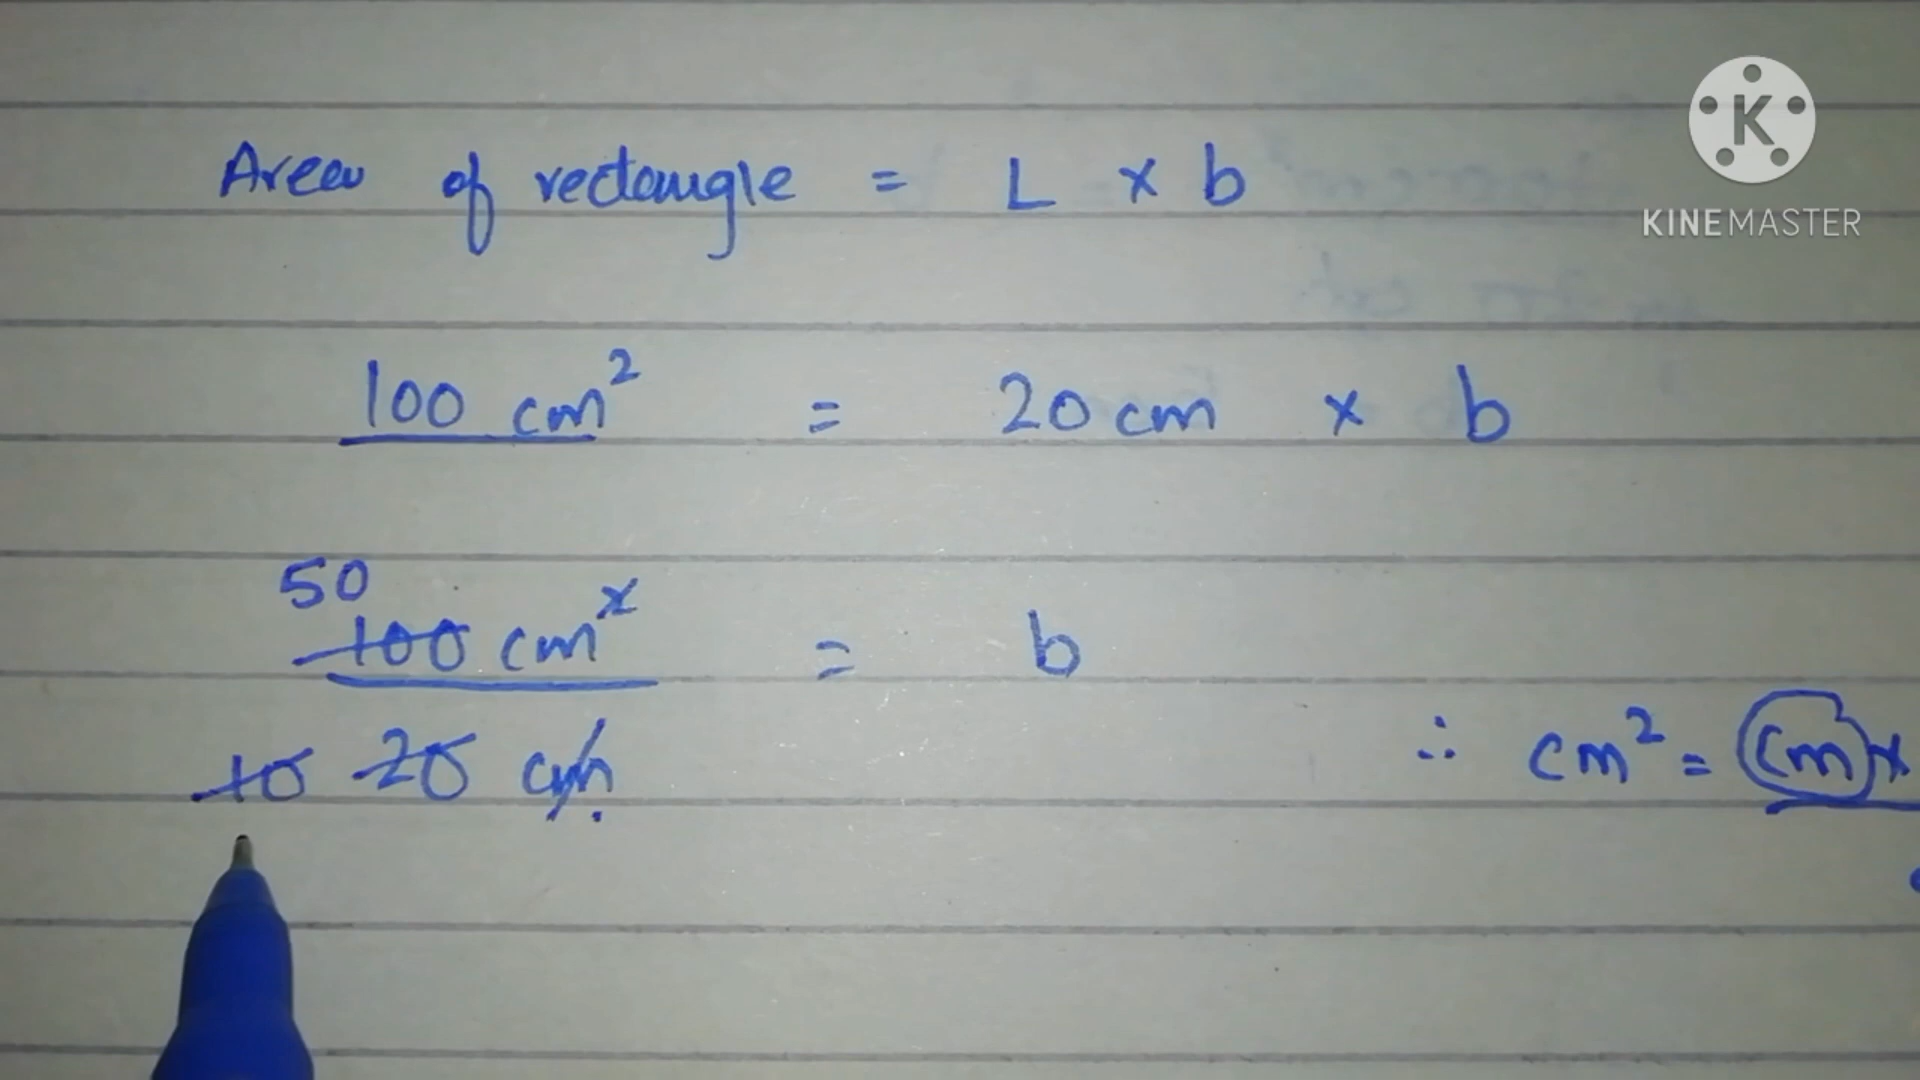 Area of rectangle = L × b
K
KINEMASTER
100 cm² = 20 cm × b
50
100 cm² = b
10 20 cm
∴ cm² = cm ×